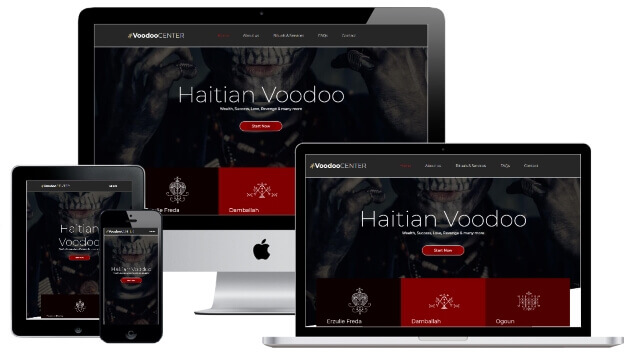 VoodooCENTER
Home About us Rituals & Services FAQs Contact
Haitian Voodoo
Wealth, Success, Love, Revenge & many more
Start Now
Erzulie Freda Damballah
VoodooCENTER
Home About us Rituals & Services FAQs Contact
Haitian Voodoo
Wealth, Success, Love, Revenge & many more
Start Now
Erzulie Freda Damballah Ogoun
Haitian
Voodoo
Haitian Voodoo